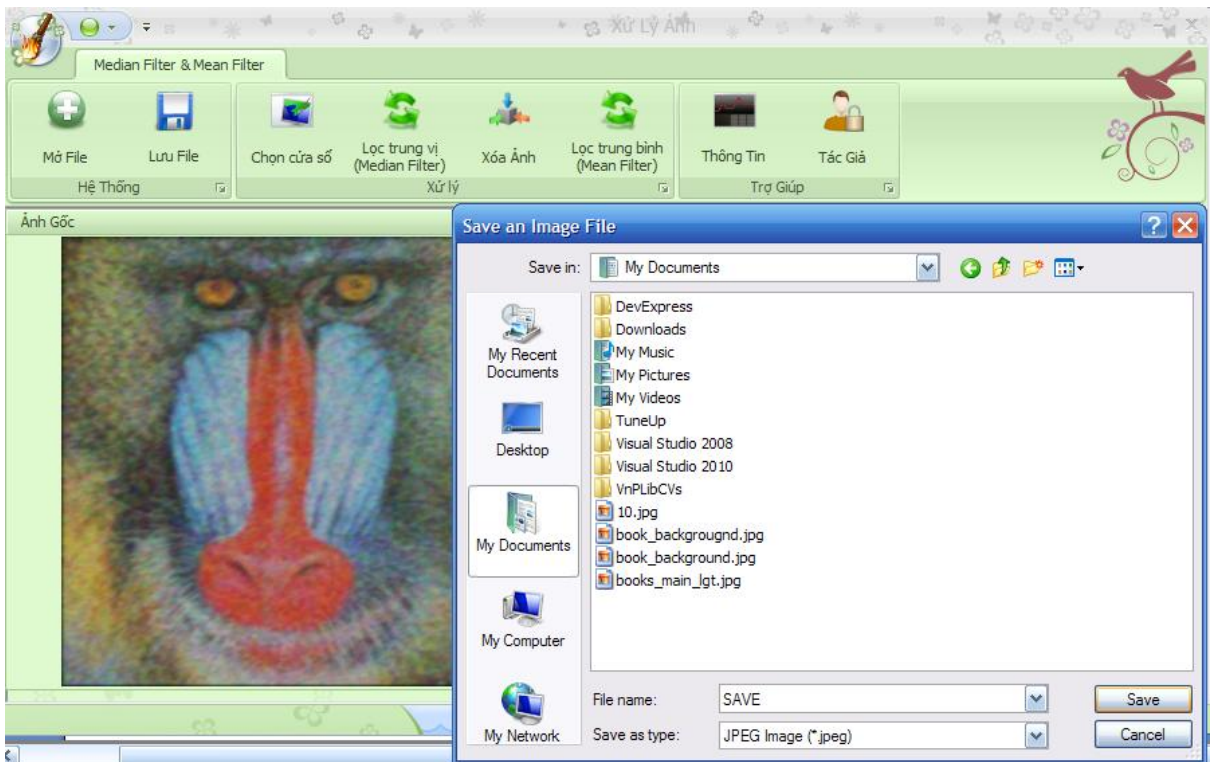 Xử Lý Ảnh
Median Filter & Mean Filter
Mở File
Lưu File
Chọn cửa sổ
Lọc trung vị
(Median Filter)
Xóa Ảnh
Lọc trung bình
(Mean Filter)
Thông Tin
Tác Giả
Hệ Thống
Xử lý
Trợ Giúp
Ảnh Gốc
Save an Image File
Save in:
My Documents
My Recent
Documents
Desktop
My Documents
My Computer
My Network
DevExpress
Downloads
My Music
My Pictures
My Videos
TuneUp
Visual Studio 2008
Visual Studio 2010
VnPLibCVs
10.jpg
book_backgrougnd.jpg
book_background.jpg
books_main_lgt.jpg
File name:
SAVE
Save
Save as type:
JPEG Image (*.jpeg)
Cancel